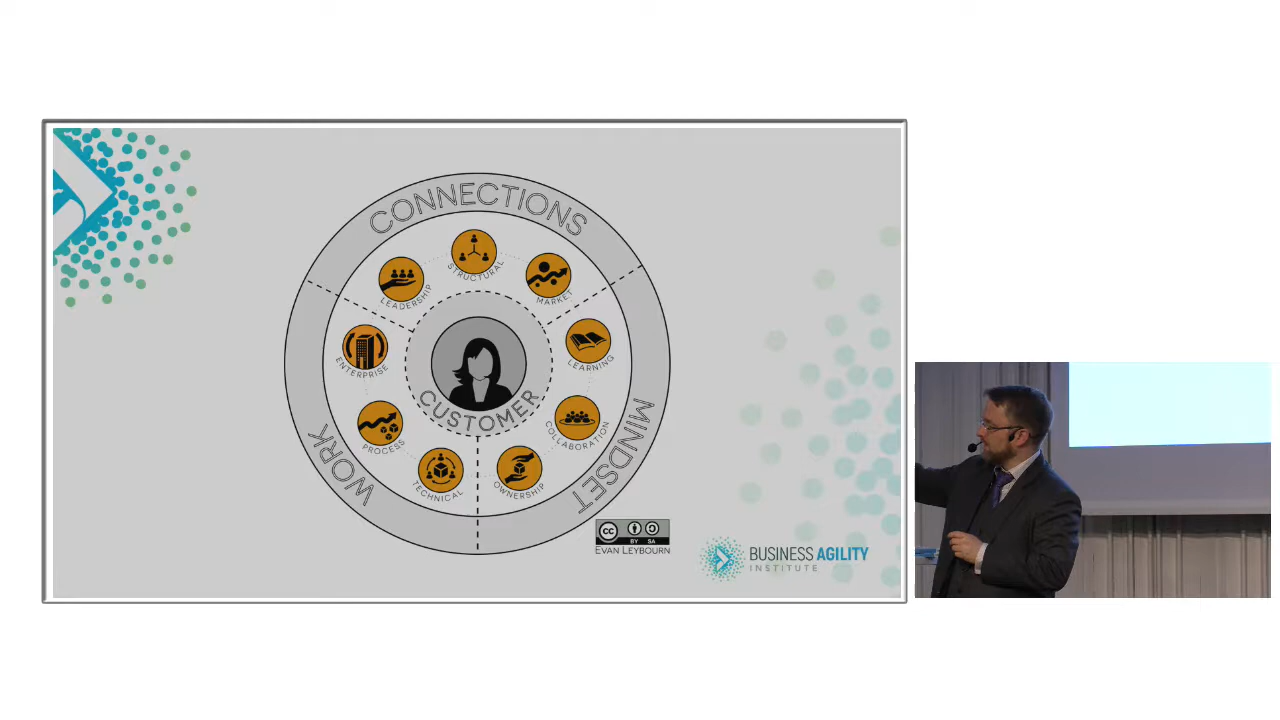 CONNECTIONS
STRUCTURAL
LEADERSHIP
MARKET
ENTERPRISE
LEARNING
CUSTOMER
PROCESS
COLLABORATION
TECHNICAL
OWNERSHIP
WORK
MINDSET
cc
BY SA
EVAN LEYBOURN
BUSINESS AGILITY
INSTITUTE